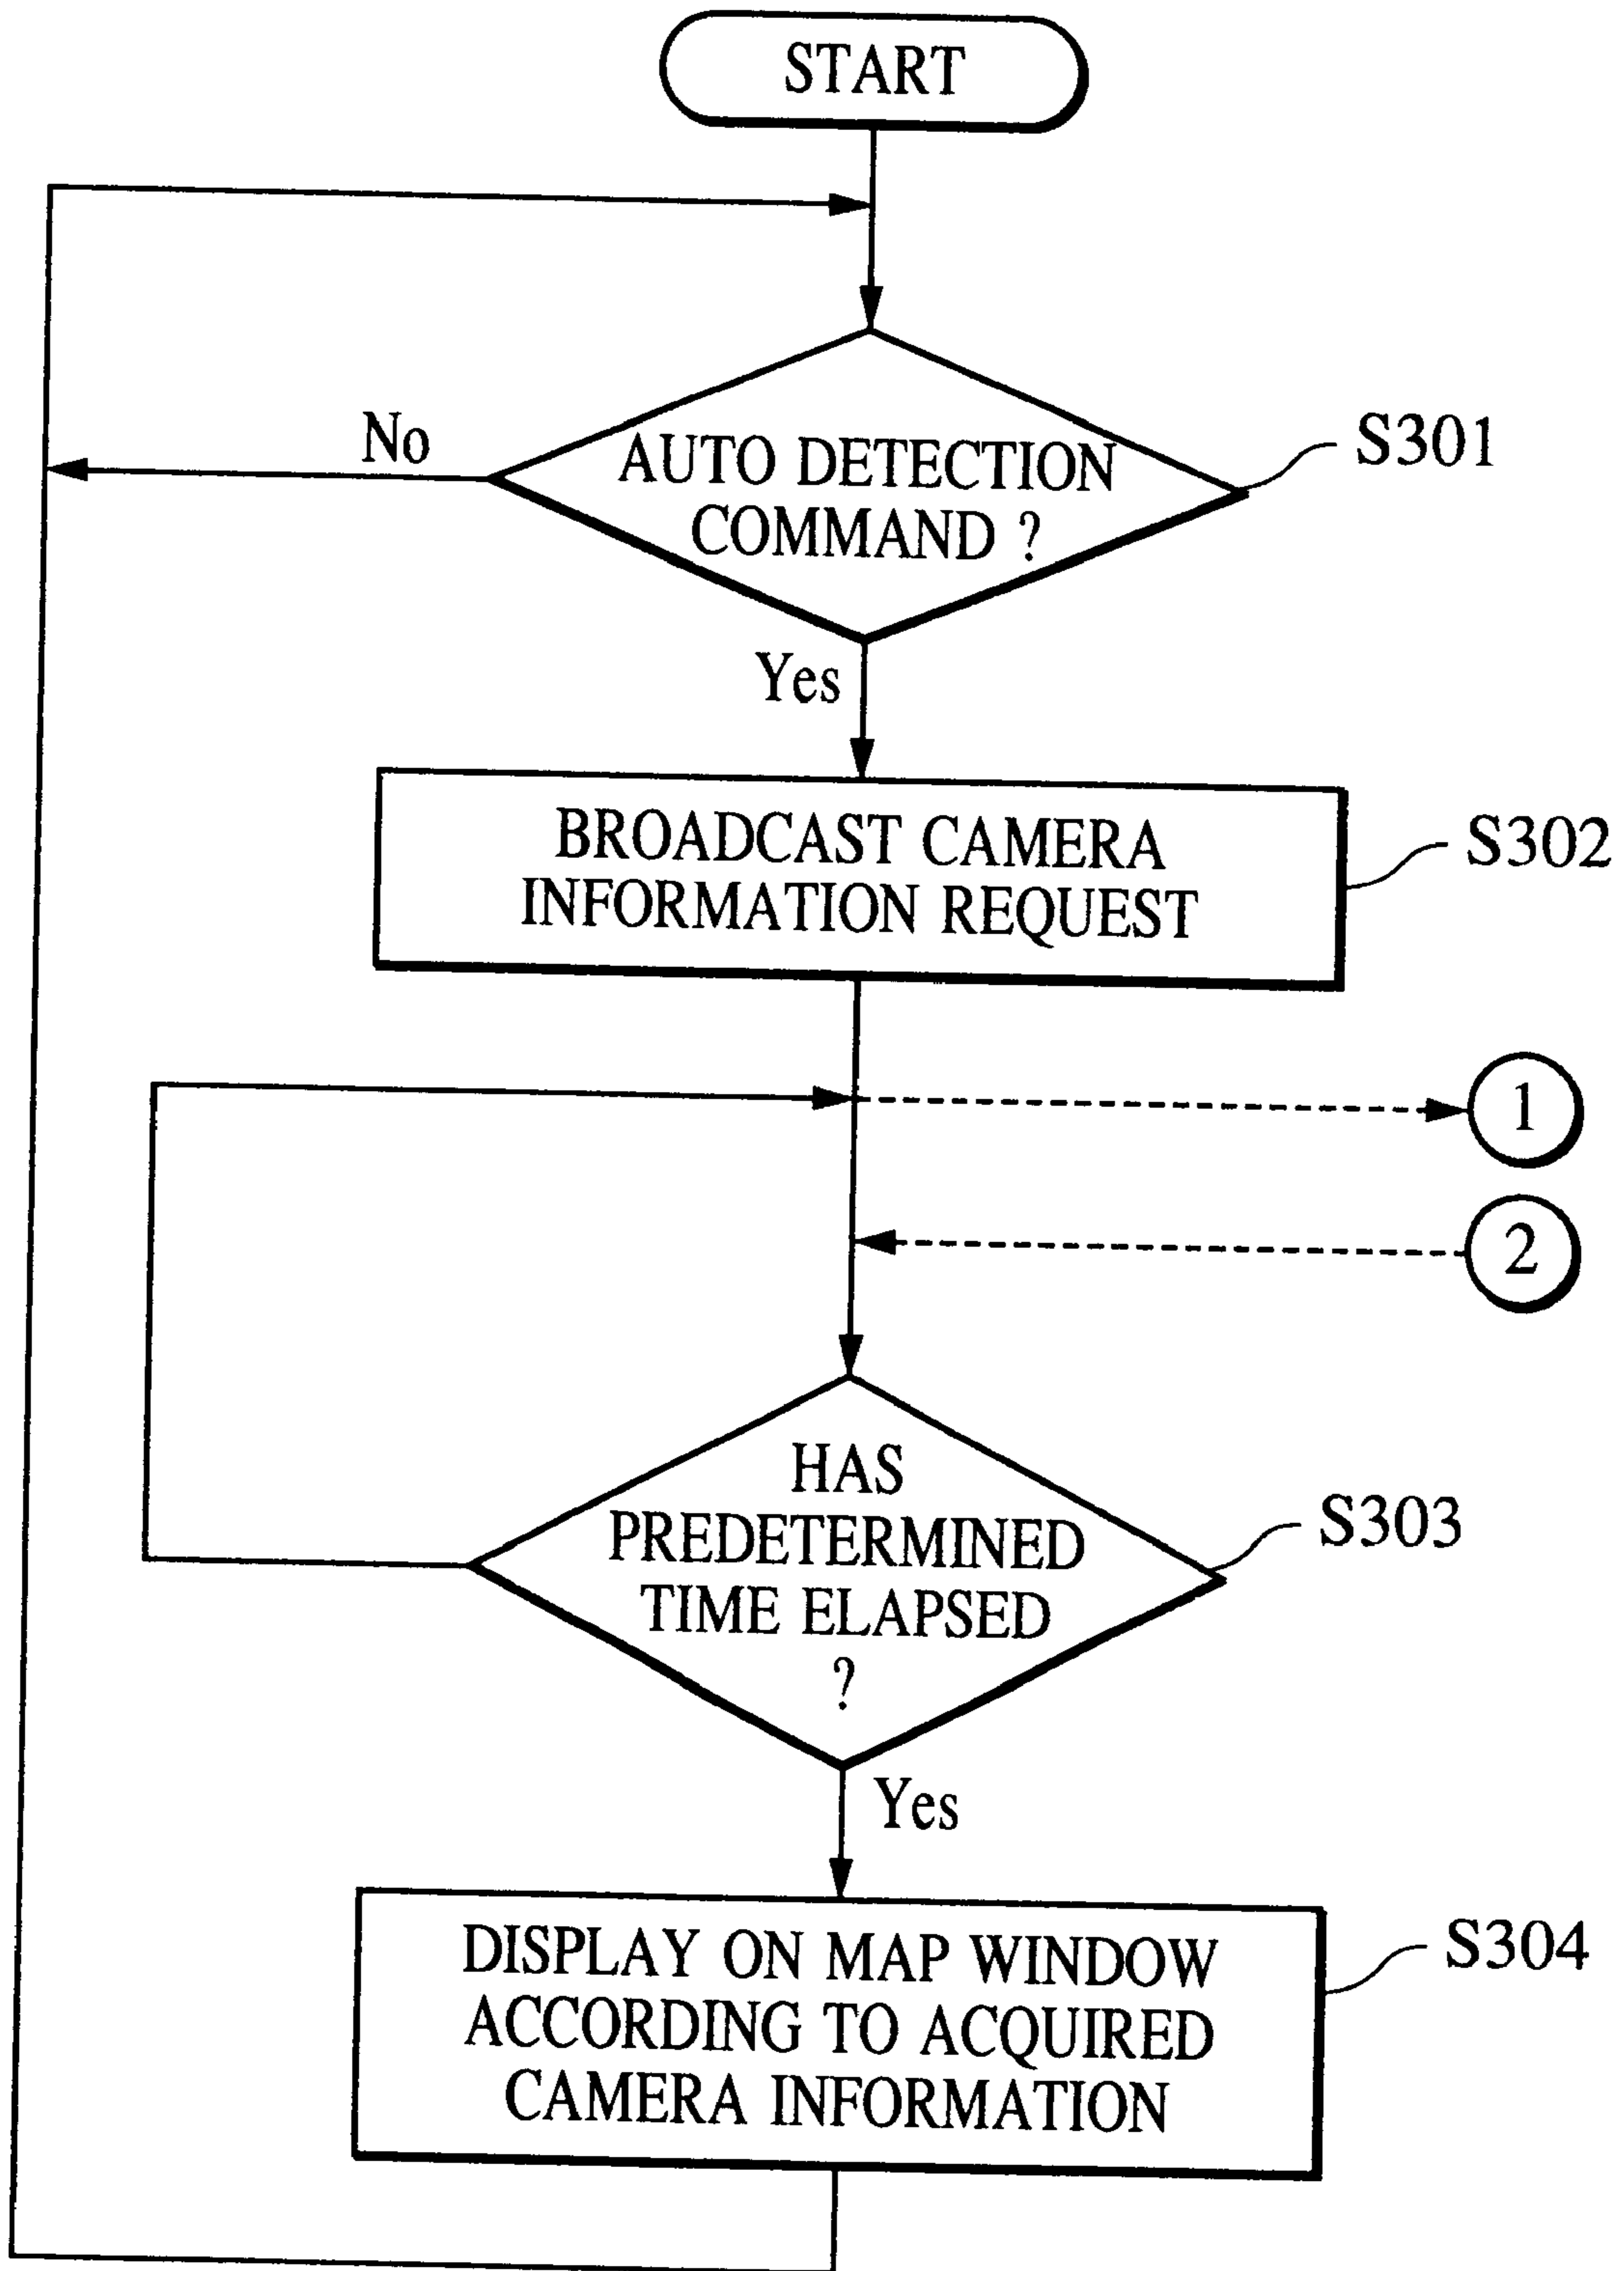 START
No
AUTO DETECTION
COMMAND ?
S301
Yes
BROADCAST CAMERA
INFORMATION REQUEST
S302
1
2
HAS
PREDETERMINED
TIME ELAPSED
?
S303
Yes
DISPLAY ON MAP WINDOW
ACCORDING TO ACQUIRED
CAMERA INFORMATION
S304